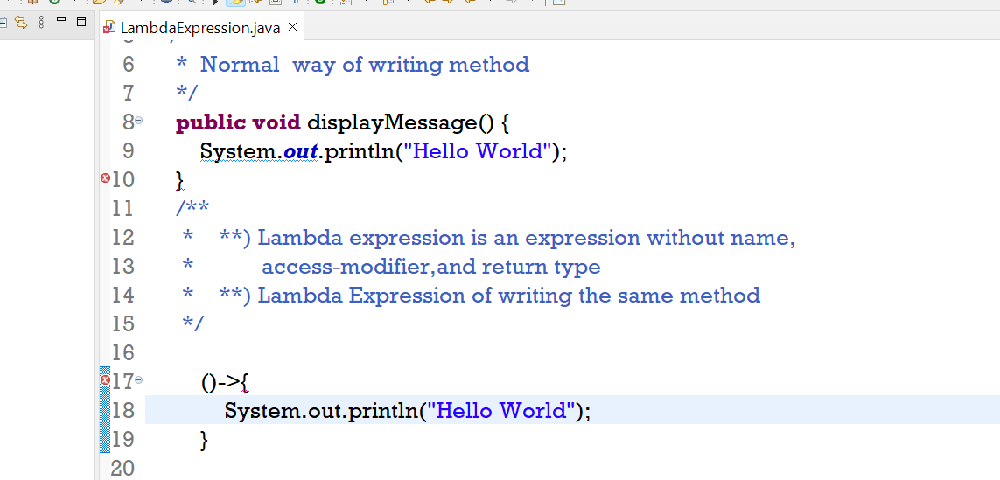 LambdaExpression.java
6 * Normal way of writing method
7 */
8 public void displayMessage() {
9 System.out.println("Hello World");
10 }
11 /**
12 * **) Lambda expression is an expression without name,
13 * access-modifier,and return type
14 * **) Lambda Expression of writing the same method
15 */
16
17 ()->{
18 System.out.println("Hello World");
19 }
20